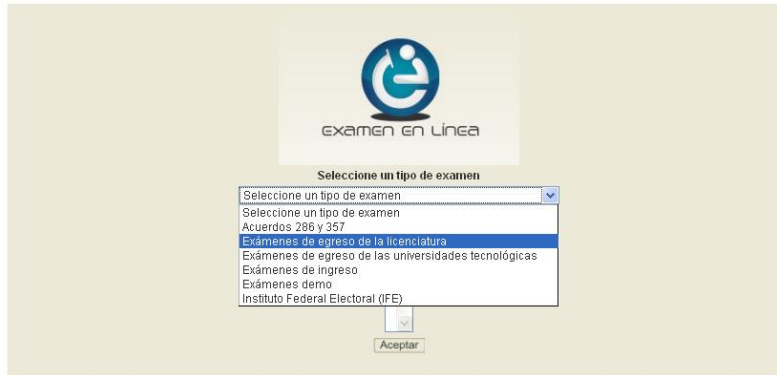 examen en línea
Seleccione un tipo de examen
Seleccione un tipo de examen
Seleccione un tipo de examen
Acuerdos 286 y 357
Exámenes de egreso de la licenciatura
Exámenes de egreso de las universidades tecnológicas
Exámenes de ingreso
Exámenes demo
Instituto Federal Electoral (IFE)
Aceptar